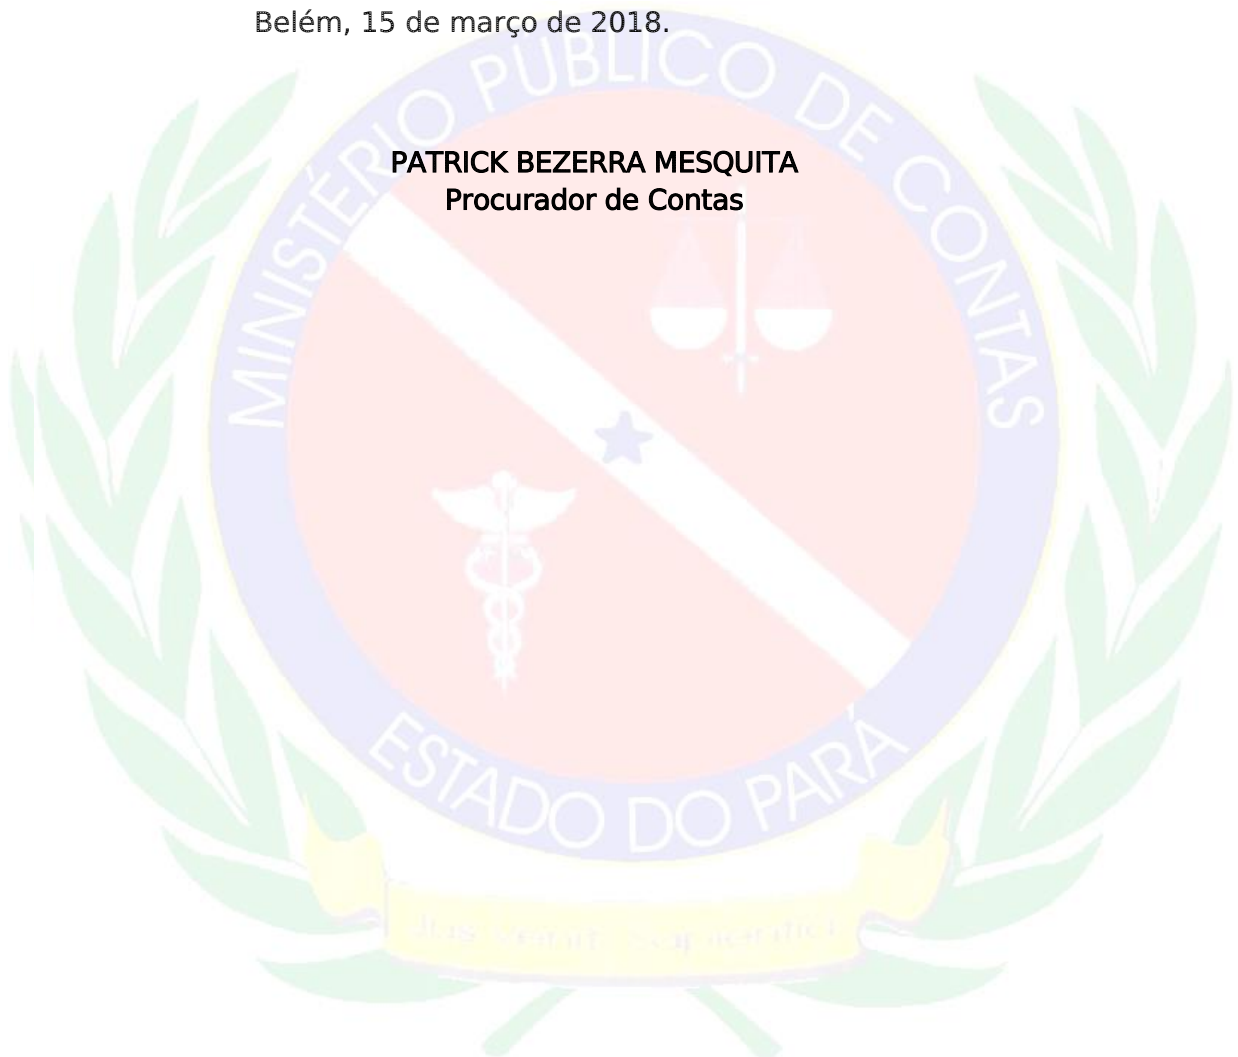 Belém, 15 de março de 2018.
PATRICK BEZERRA MESQUITA
Procurador de Contas
MINISTÉRIO PÚBLICO DE CONTAS
ESTADO DO PARÁ